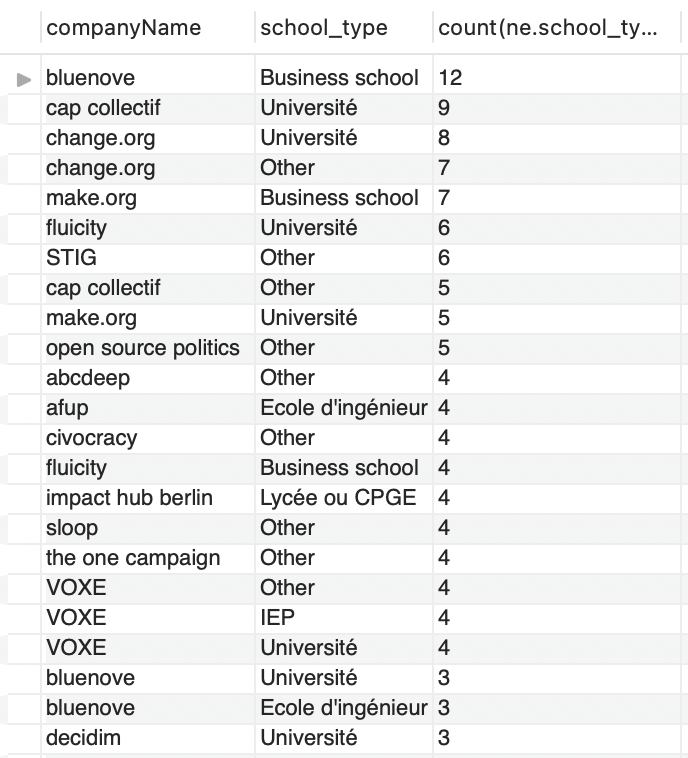 companyName school_type count(ne.school_ty...
bluenove Business school 12
cap collectif Université 9
change.org Université 8
change.org Other 7
make.org Business school 7
fluicity Université 6
STIG Other 6
cap collectif Other 5
make.org Université 5
open source politics Other 5
abcdeep Other 4
afup Ecole d'ingénieur 4
civocracy Other 4
fluicity Business school 4
impact hub berlin Lycée ou CPGE 4
sloop Other 4
the one campaign Other 4
VOXE Other 4
VOXE IEP 4
VOXE Université 4
bluenove Université 3
bluenove Ecole d'ingénieur 3
decidim Université 3